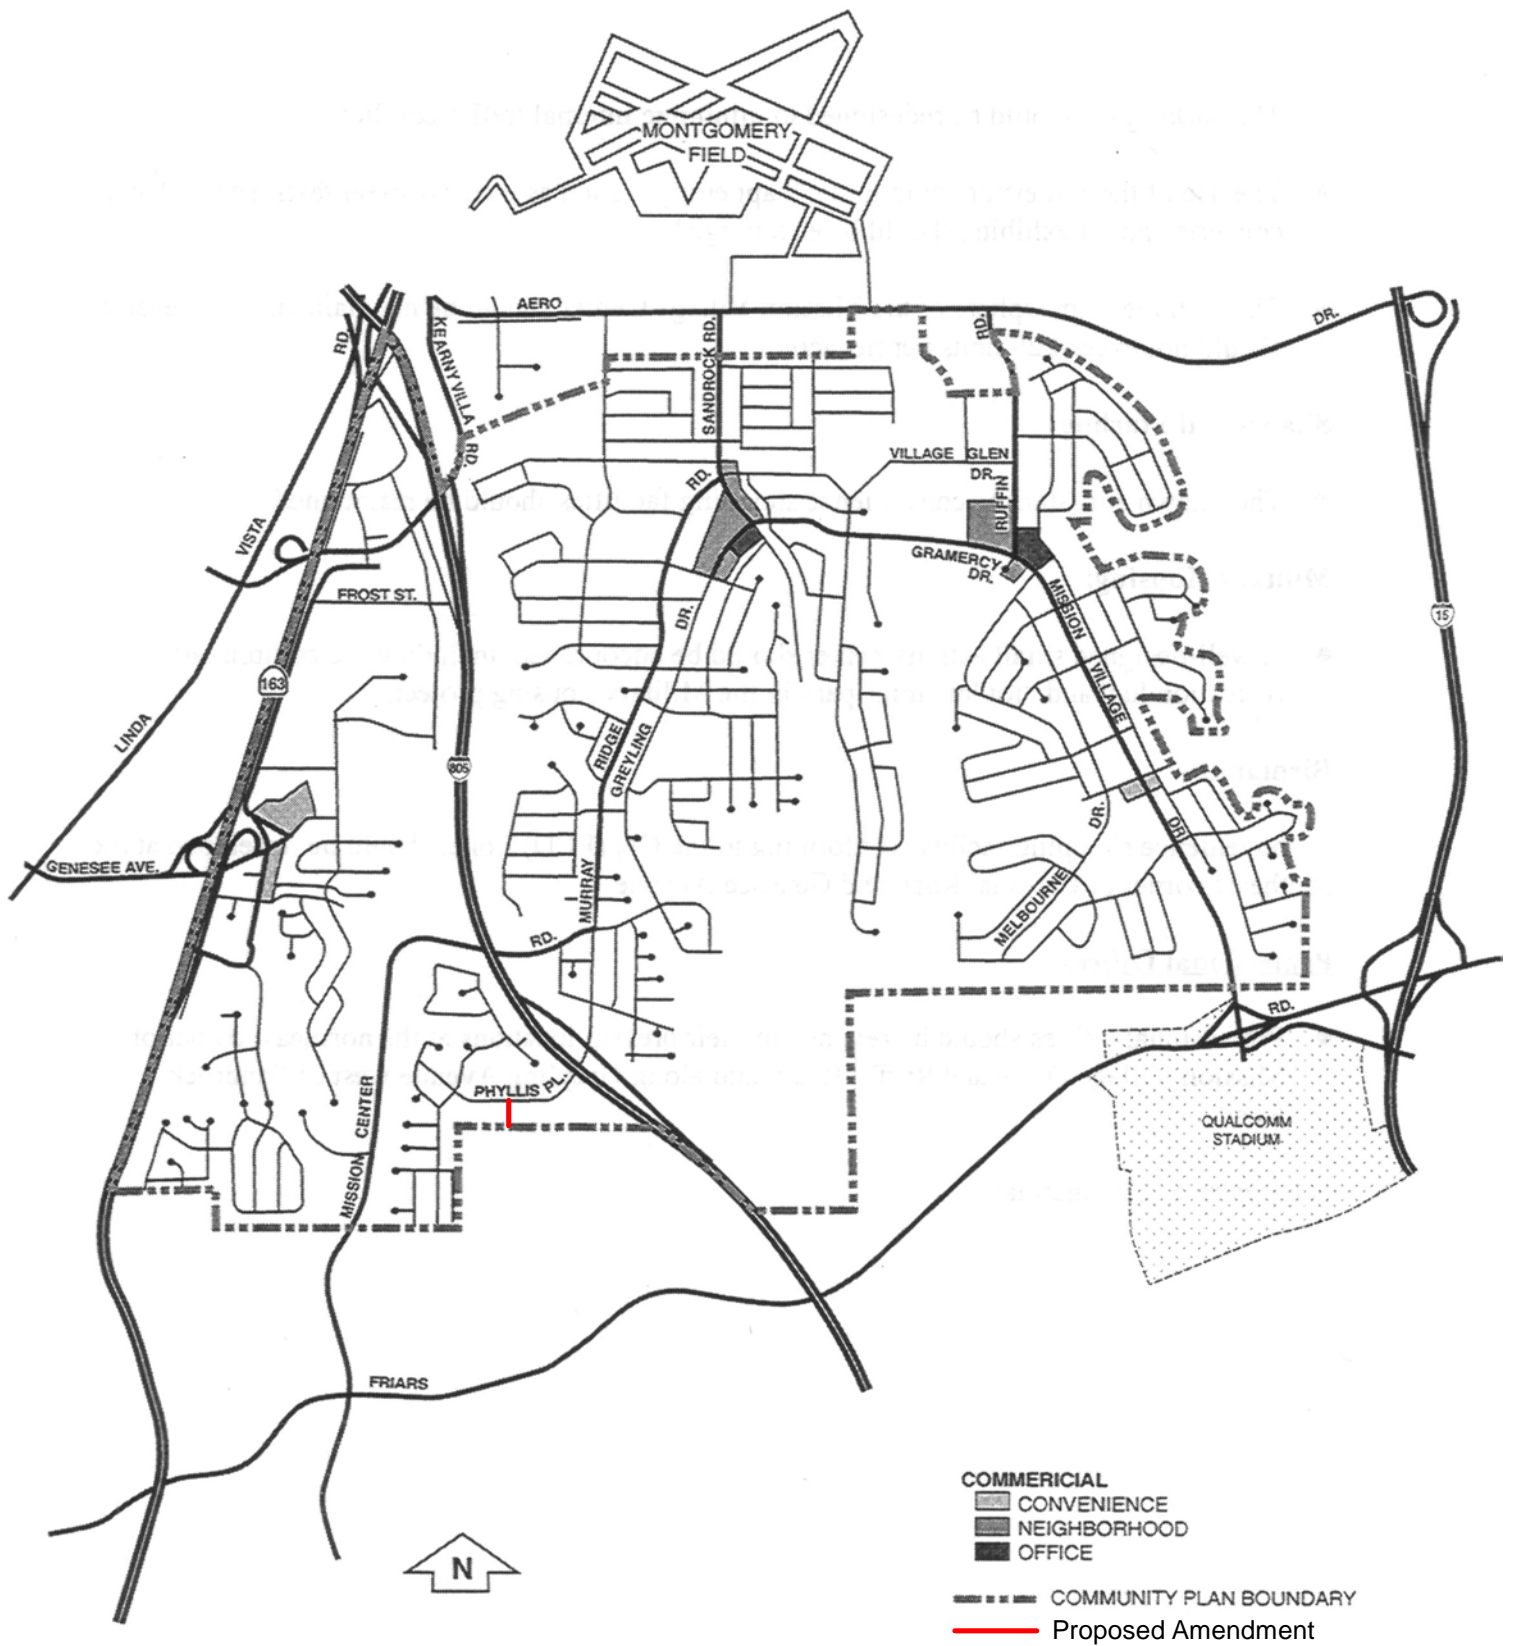 MONTGOMERY
FIELD
AERO
DR.
RD.
KEARNY VILLA
RD.
SANDROCK RD.
RD.
VILLAGE GLEN
DR.
RUFFIN
RD.
VISTA
LINDA
GRAMERCY
DR.
FROST ST.
MISSION
VILLAGE
DR.
15
163
805
DR.
RIDGE
GREYLING
MURRAY
RD.
GENESEE AVE.
DR.
MELBOURNE
RD.
PHYLLIS PL.
MISSION CENTER
QUALCOMM
STADIUM
FRIARS
N
COMMERICIAL
CONVENIENCE
NEIGHBORHOOD
OFFICE
COMMUNITY PLAN BOUNDARY
Proposed Amendment